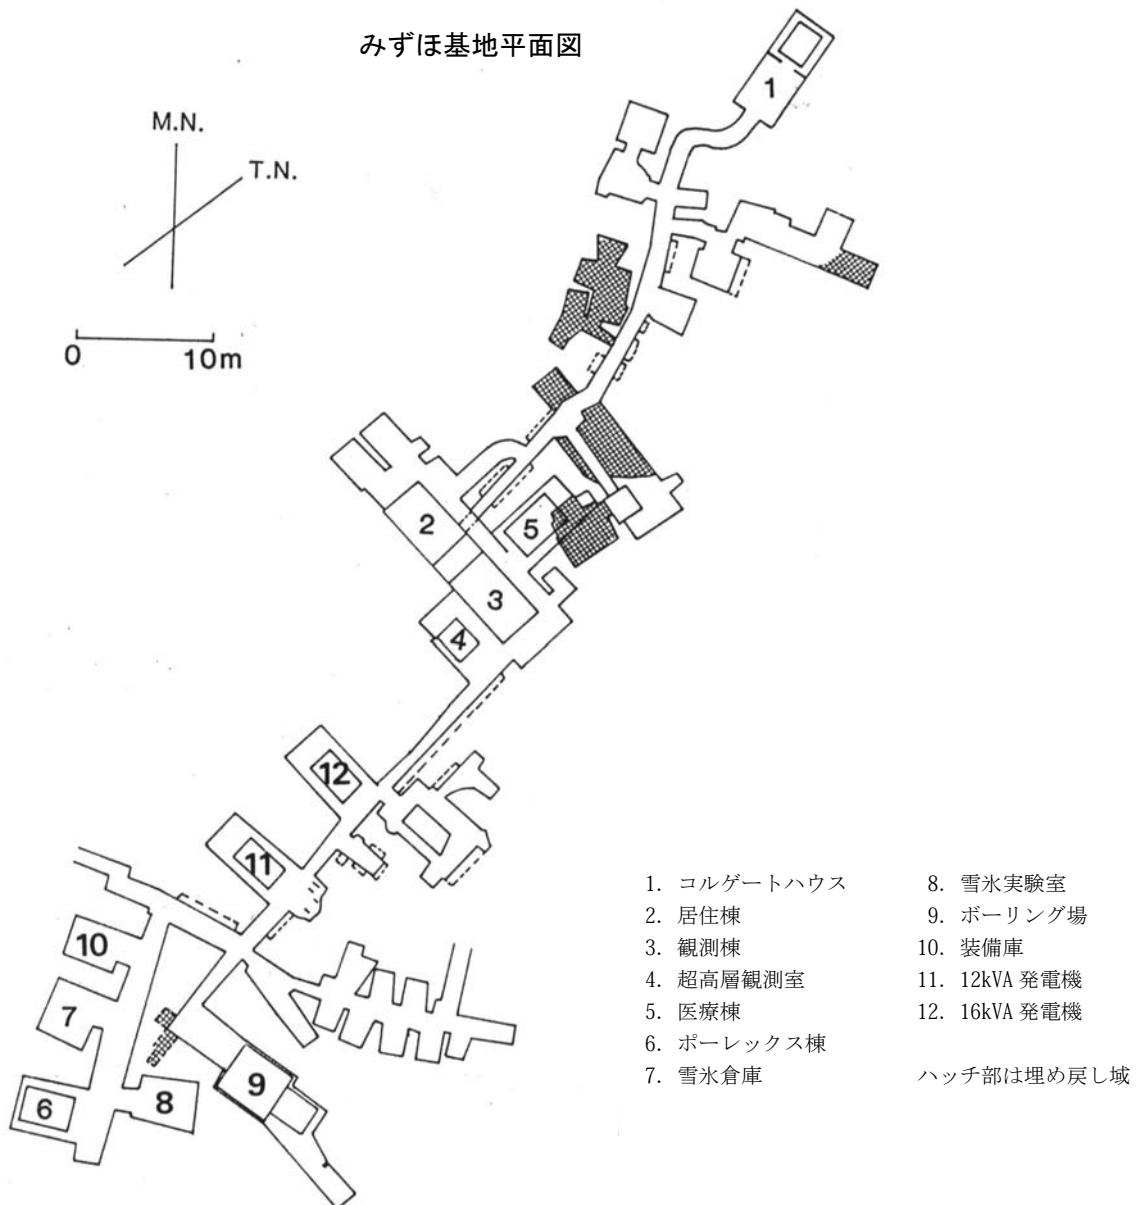 みずほ基地平面図
M.N.
T.N.
0 10m
1
2
5
3
4
12
11
10
7
9
6
8
1. コルゲートハウス
2. 居住棟
3. 観測棟
4. 超高層観測室
5. 医療棟
6. ポーレックス棟
7. 雪氷倉庫
8. 雪氷実験室
9. ボーリング場
10. 装備庫
11. 12kVA 発電機
12. 16kVA 発電機
ハッチ部は埋め戻し域